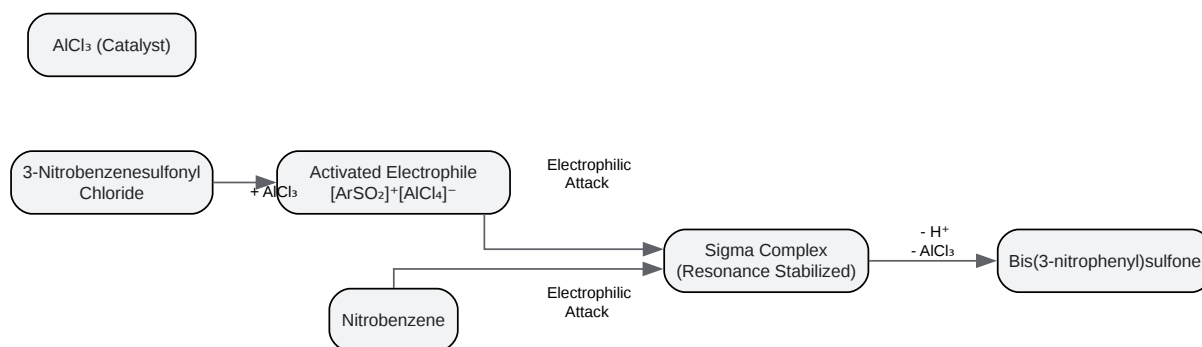 AlCl₃ (Catalyst)
3-Nitrobenzenesulfonyl
Chloride
+ AlCl₃
Activated Electrophile
[ArSO₂]⁺[AlCl₄]⁻
Electrophilic
Attack
Nitrobenzene
Electrophilic
Attack
Sigma Complex
(Resonance Stabilized)
- H⁺
- AlCl₃
Bis(3-nitrophenyl)sulfone